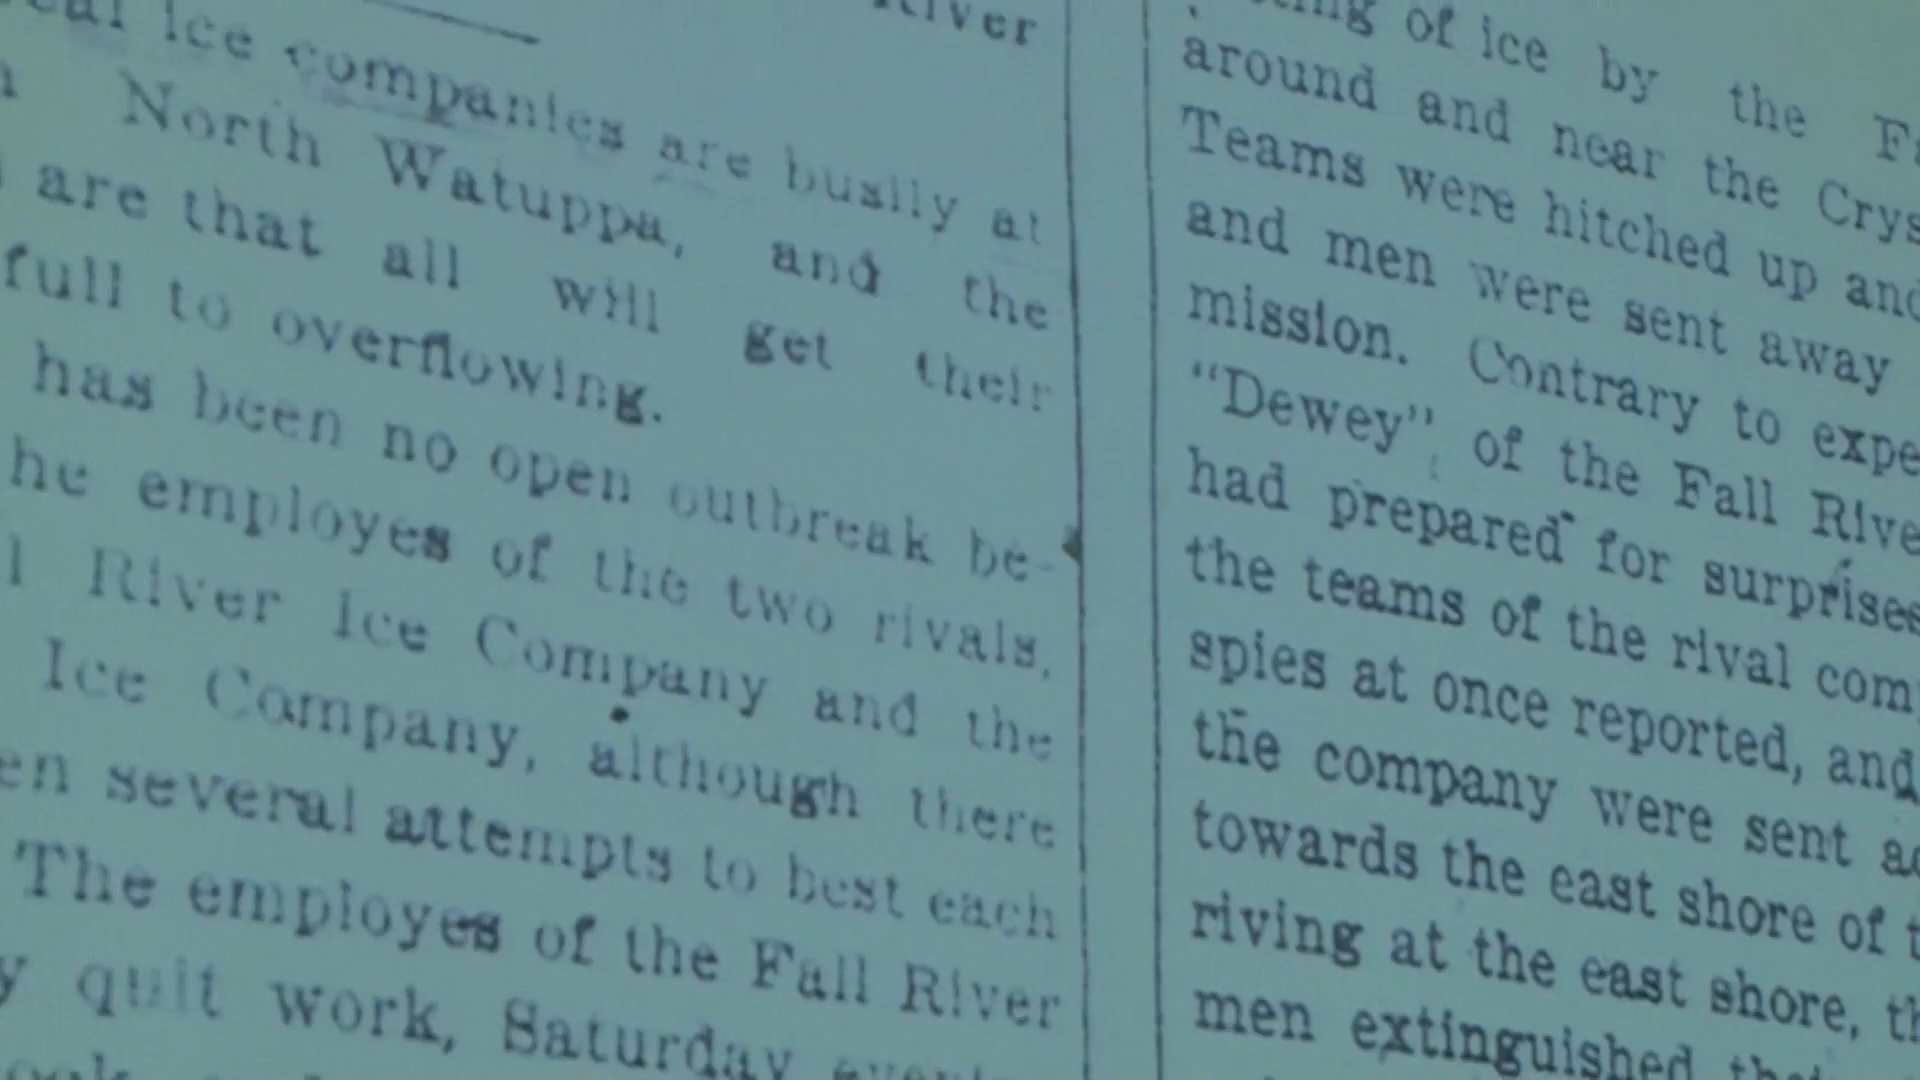 River
ice companies are busily at
North Watuppa, and the
are that all will get their
full to overflowing.
has been no open outbreak be-
he employes of the two rivals,
l River Ice Company and the
Ice Company, although there
en several attempts to best each
The employes of the Fall River
y quit work, Saturday
of ice by the
around and near the Crys
Teams were hitched up and
and men were sent away
mission. Contrary to expe
"Dewey" of the Fall Rive
had prepared for surprises
the teams of the rival com
spies at once reported, and
the company were sent ac
towards the east shore of t
riving at the east shore, th
men extinguished